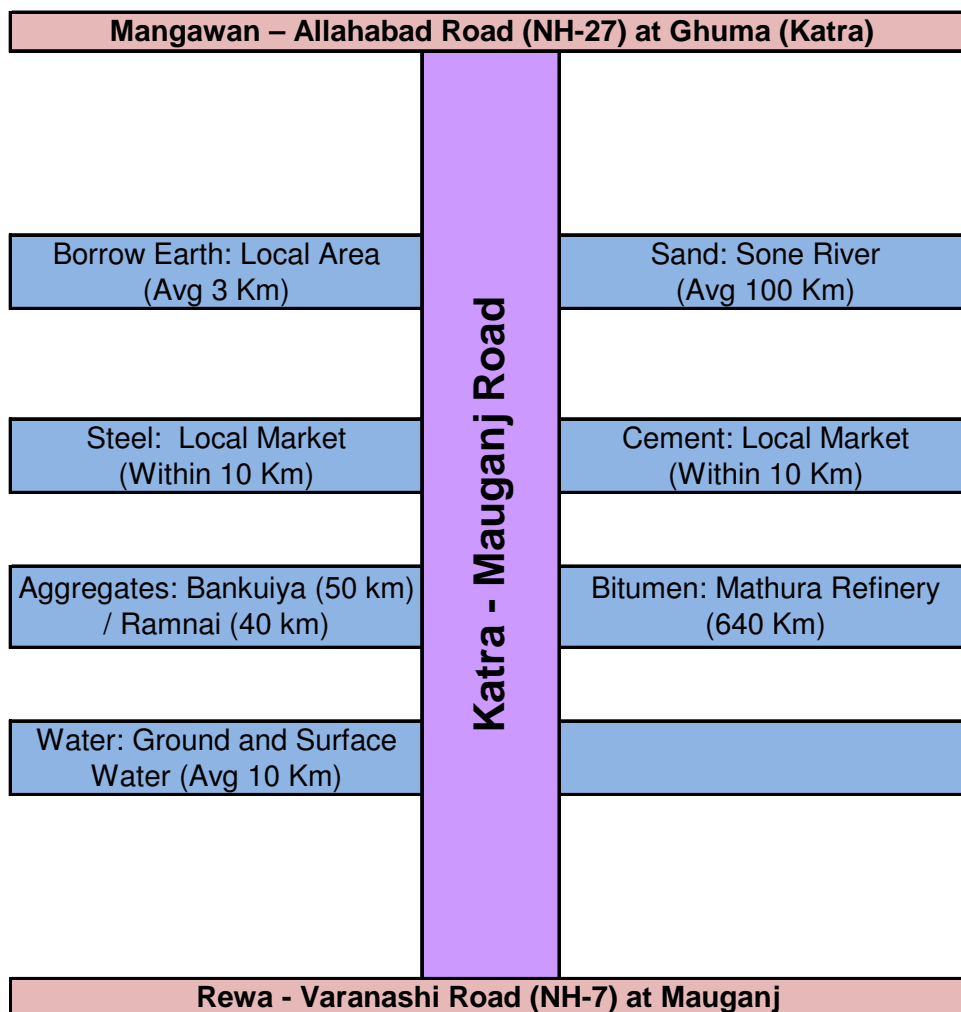 Mangawan – Allahabad Road (NH-27) at Ghuma (Katra)
Borrow Earth: Local Area
(Avg 3 Km)
Sand: Sone River
(Avg 100 Km)
Katra - Mauganj Road
Steel:  Local Market
(Within 10 Km)
Cement: Local Market
(Within 10 Km)
Aggregates: Bankuiya (50 km)
/ Ramnai (40 km)
Bitumen: Mathura Refinery
(640 Km)
Water: Ground and Surface
Water (Avg 10 Km)
Rewa - Varanashi Road (NH-7) at Mauganj